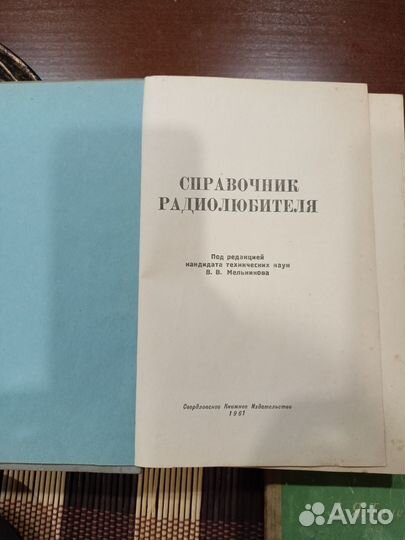 СПРАВОЧНИК
РАДИОЛЮБИТЕЛЯ
Под редакцией
кандидата технических наук
В. В. Мельникова
Свердловское Книжное Издательство
1961
Avito